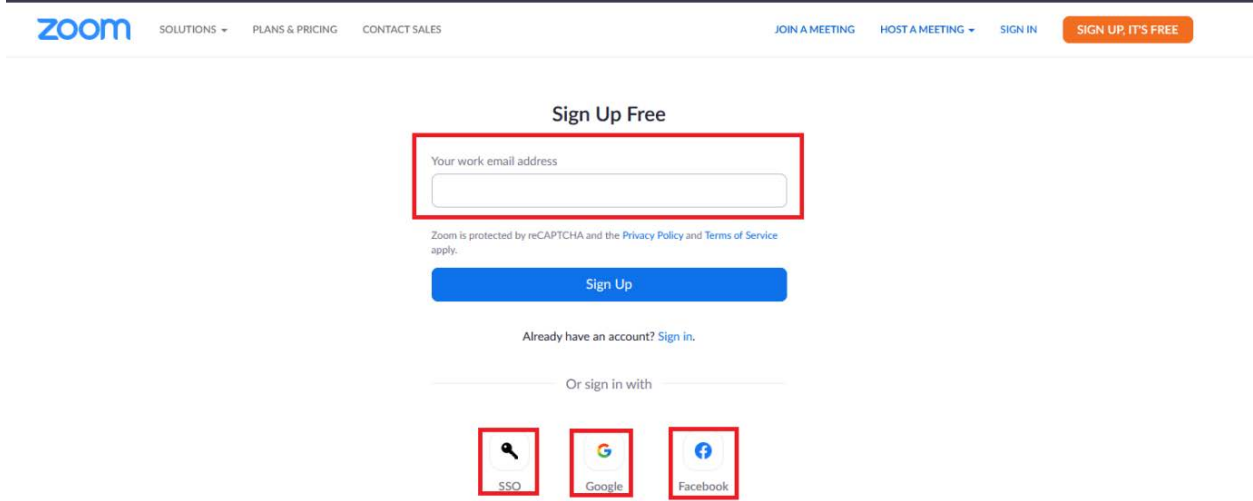 zoom SOLUTIONS PLANS & PRICING CONTACT SALES JOIN A MEETING HOST A MEETING SIGN IN SIGN UP, IT'S FREE
Sign Up Free
Your work email address
Zoom is protected by reCAPTCHA and the Privacy Policy and Terms of Service
apply.
Sign Up
Already have an account? Sign in.
Or sign in with
SSO Google Facebook